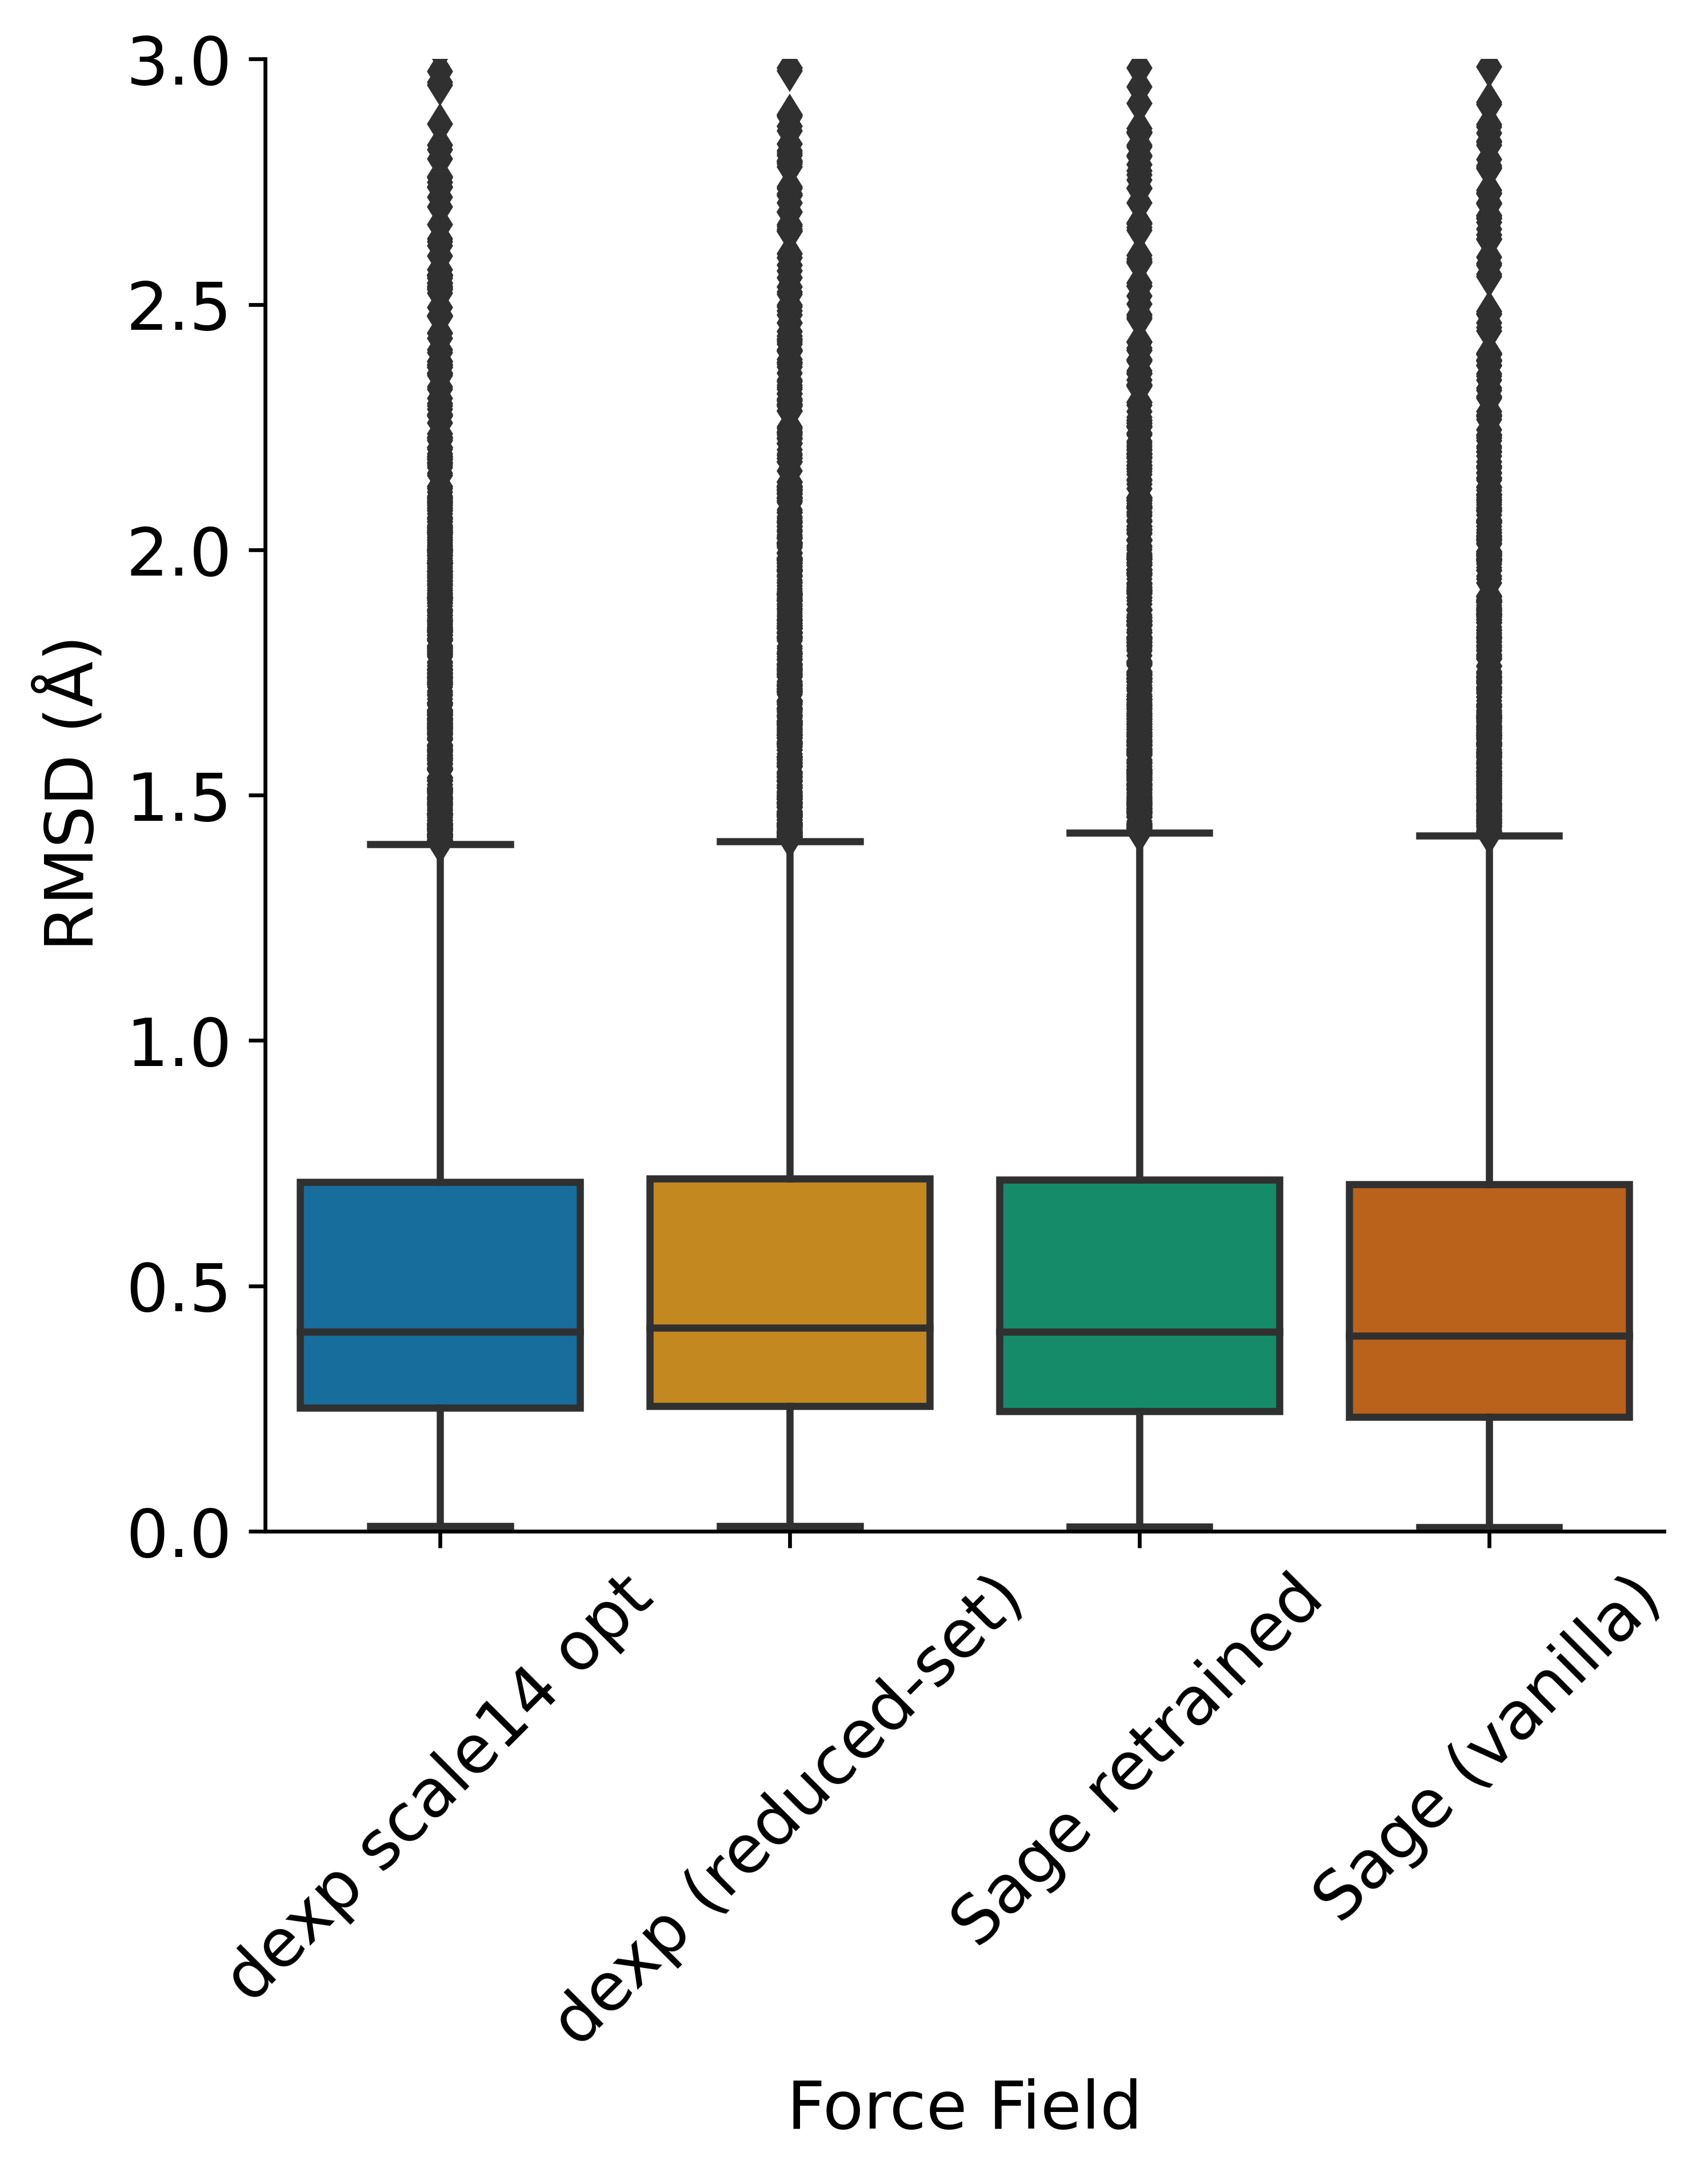 3.0
2.5
2.0
1.5
1.0
0.5
0.0
RMSD (Å)
dexp scale14 opt
dexp (reduced-set)
Sage retrained
Sage (vanilla)
Force Field